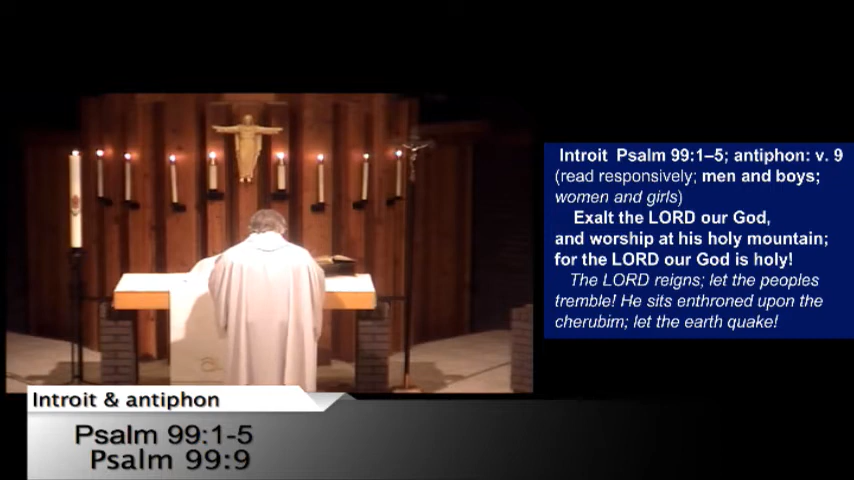 Introit Psalm 99:1–5; antiphon: v. 9
(read responsively; men and boys;
women and girls)
Exalt the LORD our God,
and worship at his holy mountain;
for the LORD our God is holy!
The LORD reigns; let the peoples
tremble! He sits enthroned upon the
cherubim; let the earth quake!
Introit & antiphon
Psalm 99:1-5
Psalm 99:9